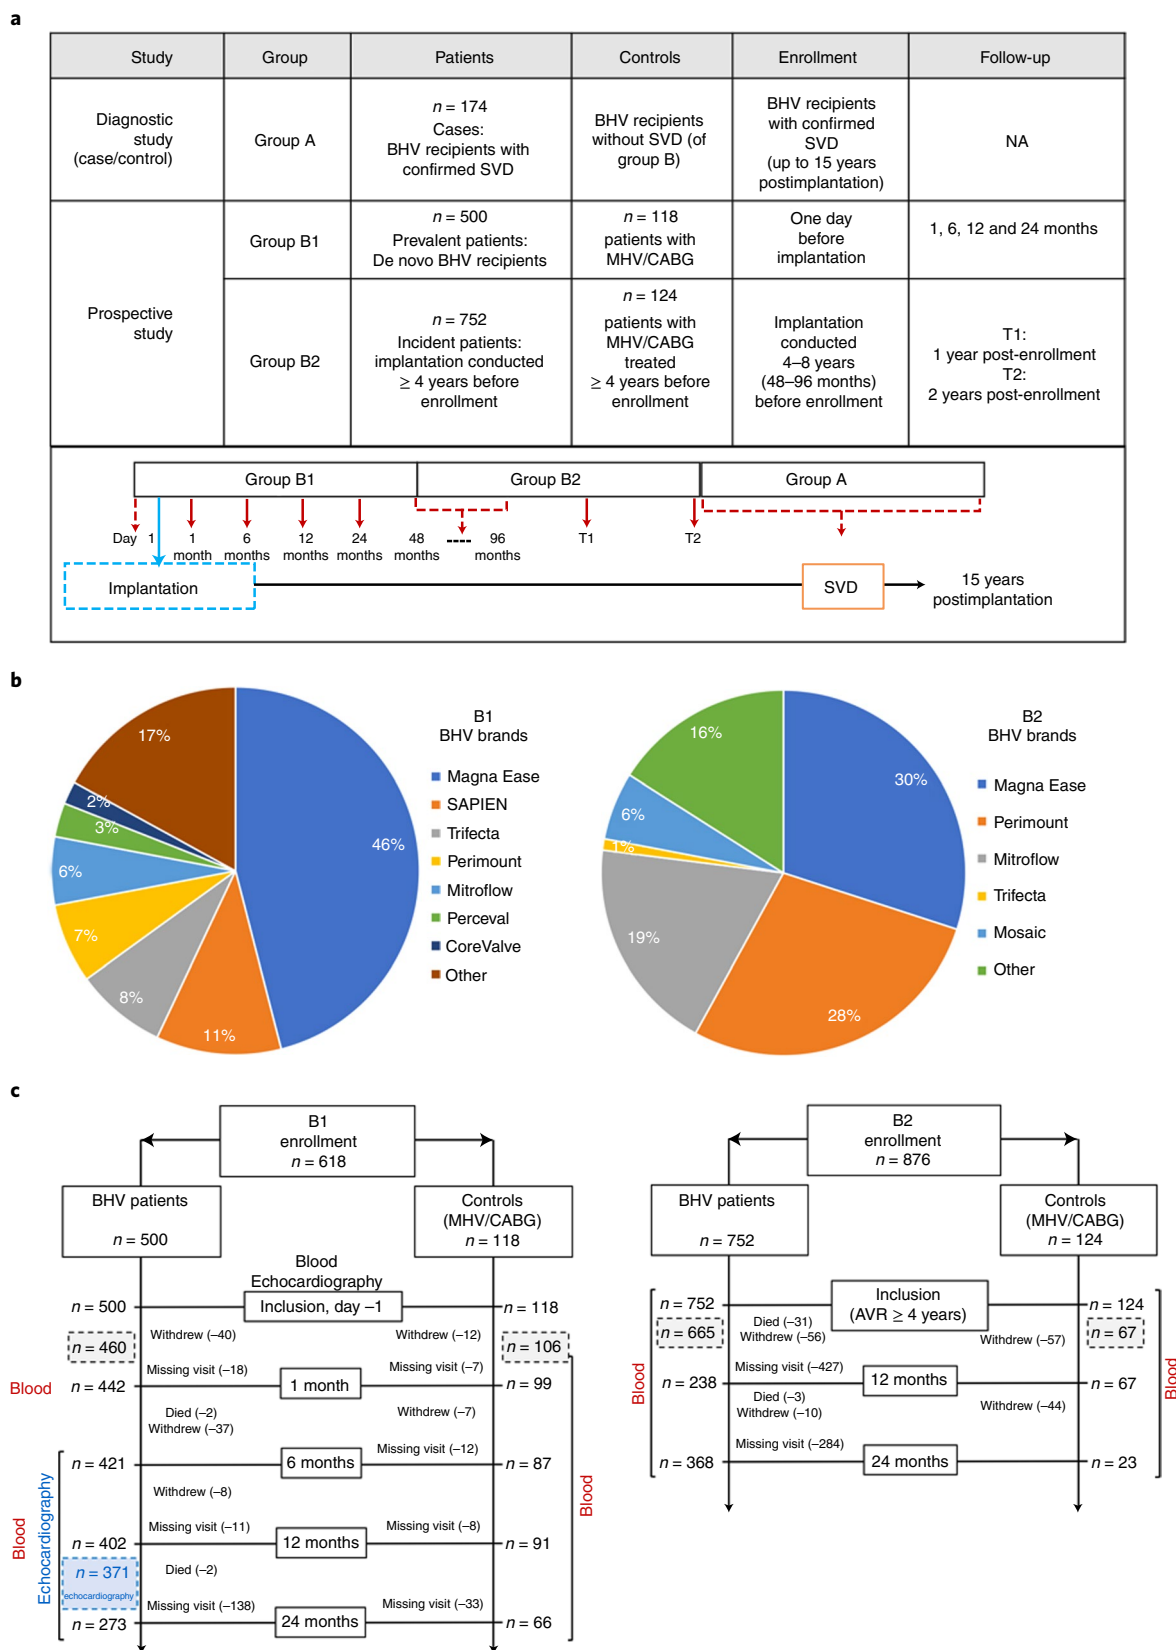 a
Study
Group
Patients
Controls
Enrollment
Follow-up
Diagnostic
study
(case/control)
Group A
n = 174
Cases:
BHV recipients with
confirmed SVD
BHV recipients
without SVD (of
group B)
BHV recipients
with confirmed
SVD
(up to 15 years
postimplantation)
NA
Prospective
study
Group B1
n = 500
Prevalent patients:
De novo BHV recipients
n = 118
patients with
MHV/CABG
One day
before
implantation
1, 6, 12 and 24 months
Group B2
n = 752
Incident patients:
implantation conducted
≥ 4 years before
enrollment
n = 124
patients with
MHV/CABG
treated
≥ 4 years before
enrollment
Implantation
conducted
4–8 years
(48–96 months)
before enrollment
T1:
1 year post-enrollment
T2:
2 years post-enrollment
Group B1
Group B2
Group A
Day 1
1
month
6
months
12
months
24
months
48
months
96
months
T1
T2
Implantation
SVD
15 years
postimplantation
b
17%
2%
3%
6%
7%
8%
11%
46%
B1
BHV brands
Magna Ease
SAPIEN
Trifecta
Perimount
Mitroflow
Perceval
CoreValve
Other
16%
6%
1%
19%
28%
30%
B2
BHV brands
Magna Ease
Perimount
Mitroflow
Trifecta
Mosaic
Other
c
B1
enrollment
n = 618
BHV patients
n = 500
Controls
(MHV/CABG)
n = 118
Blood
Echocardiography
n = 500
Inclusion, day –1
n = 118
Withdrew (–40)
Withdrew (–12)
n = 460
n = 106
Missing visit (–18)
Missing visit (–7)
Blood
n = 442
1 month
n = 99
Died (–2)
Withdrew (–37)
Withdrew (–7)
Missing visit (–12)
n = 421
6 months
n = 87
Withdrew (–8)
Missing visit (–11)
Missing visit (–8)
n = 402
12 months
n = 91
n = 371
echocardiography
Died (–2)
Missing visit (–138)
Missing visit (–33)
n = 273
24 months
n = 66
Blood
Echocardiography
Blood
B2
enrollment
n = 876
BHV patients
n = 752
Controls
(MHV/CABG)
n = 124
n = 752
Inclusion
(AVR ≥ 4 years)
n = 124
n = 665
Died (–31)
Withdrew (–56)
Withdrew (–57)
n = 67
Missing visit (–427)
n = 238
12 months
n = 67
Died (–3)
Withdrew (–10)
Withdrew (–44)
Missing visit (–284)
n = 368
24 months
n = 23
Blood
Blood